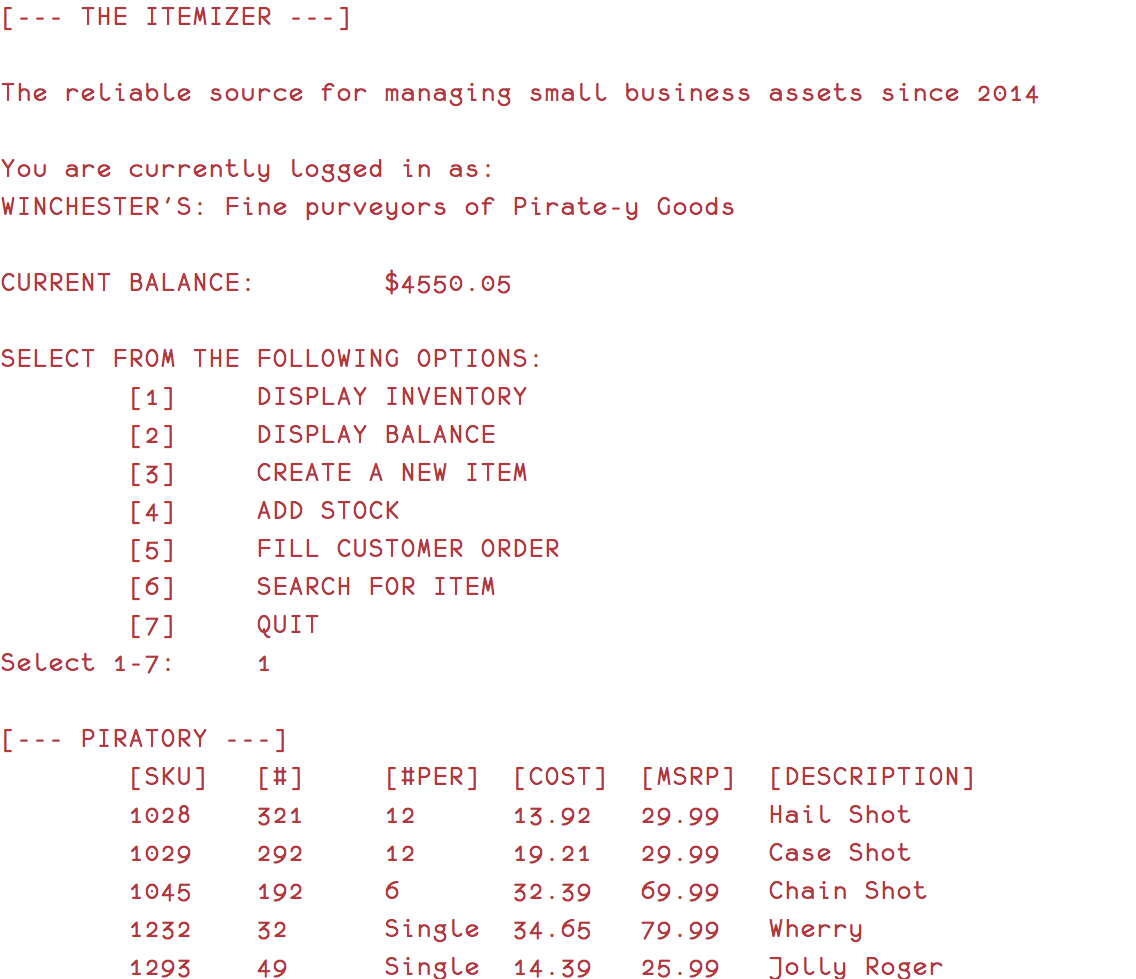 [--- THE ITEMIZER ---]
The reliable source for managing small business assets since 2014
You are currently logged in as:
WINCHESTER'S: Fine purveyors of Pirate-y Goods
CURRENT BALANCE: $4550.05
SELECT FROM THE FOLLOWING OPTIONS:
[1] DISPLAY INVENTORY
[2] DISPLAY BALANCE
[3] CREATE A NEW ITEM
[4] ADD STOCK
[5] FILL CUSTOMER ORDER
[6] SEARCH FOR ITEM
[7] QUIT
Select 1-7: 1
[--- PIRATORY ---]
[SKU] [#] [#PER] [COST] [MSRP] [DESCRIPTION]
1028 321 12 13.92 29.99 Hail Shot
1029 292 12 19.21 29.99 Case Shot
1045 192 6 32.39 69.99 Chain Shot
1232 32 Single 34.65 79.99 Wherry
1293 49 Single 14.39 25.99 Jolly Roger